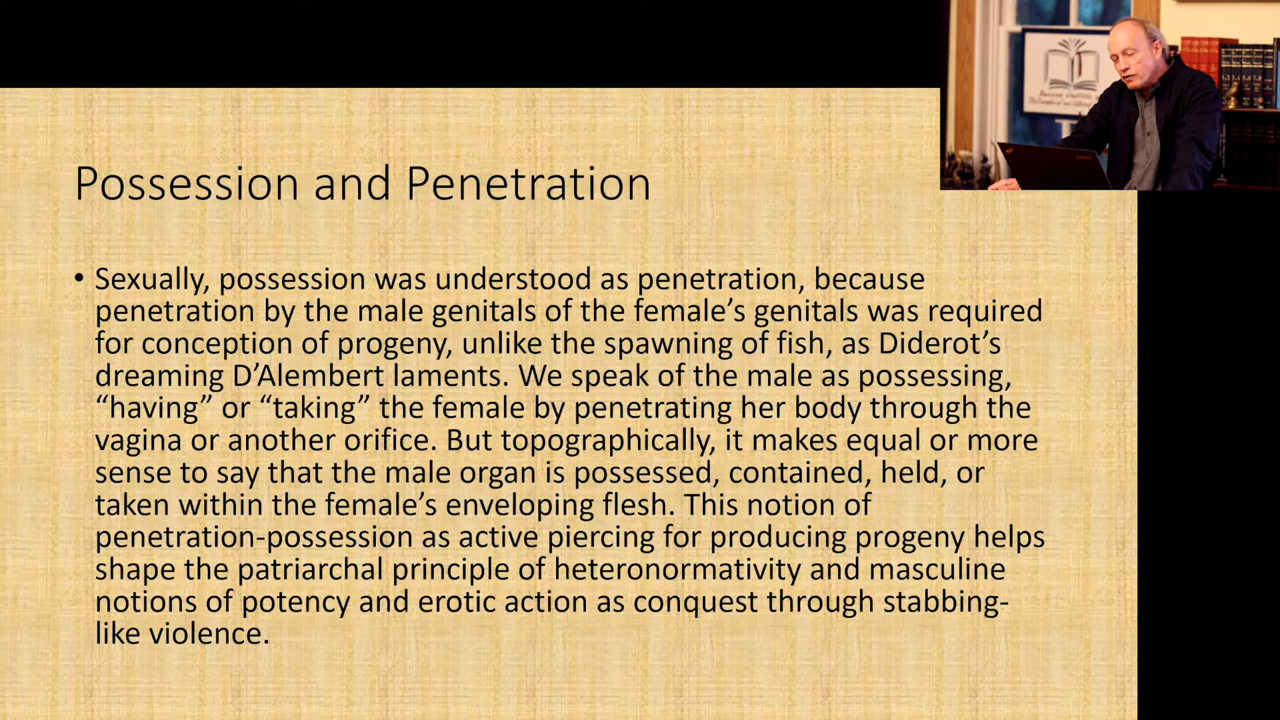 Possession and Penetration
• Sexually, possession was understood as penetration, because
penetration by the male genitals of the female’s genitals was required
for conception of progeny, unlike the spawning of fish, as Diderot’s
dreaming D’Alembert laments. We speak of the male as possessing,
“having” or “taking” the female by penetrating her body through the
vagina or another orifice. But topographically, it makes equal or more
sense to say that the male organ is possessed, contained, held, or
taken within the female’s enveloping flesh. This notion of
penetration-possession as active piercing for producing progeny helps
shape the patriarchal principle of heteronormativity and masculine
notions of potency and erotic action as conquest through stabbing-
like violence.